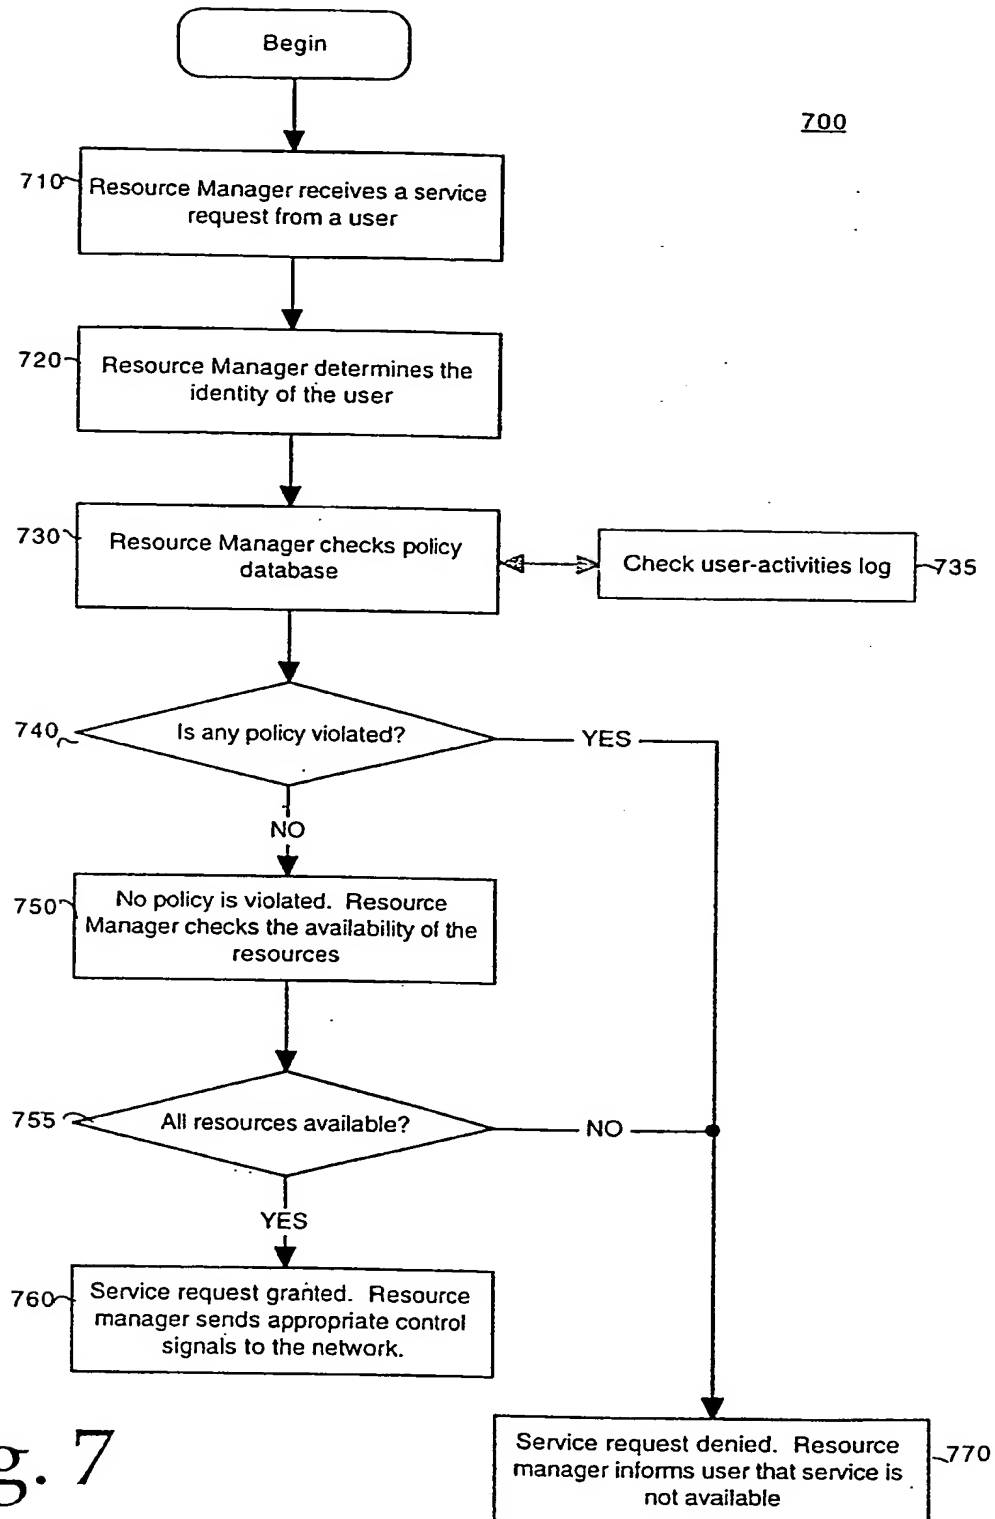 Begin
700
710
Resource Manager receives a service
request from a user
720
Resource Manager determines the
identity of the user
730
Resource Manager checks policy
database
Check user-activities log
735
740
Is any policy violated?
YES
NO
750
No policy is violated. Resource
Manager checks the availability of the
resources
755
All resources available?
NO
YES
760
Service request granted. Resource
manager sends appropriate control
signals to the network.
g. 7
Service request denied. Resource
manager informs user that service is
not available
770